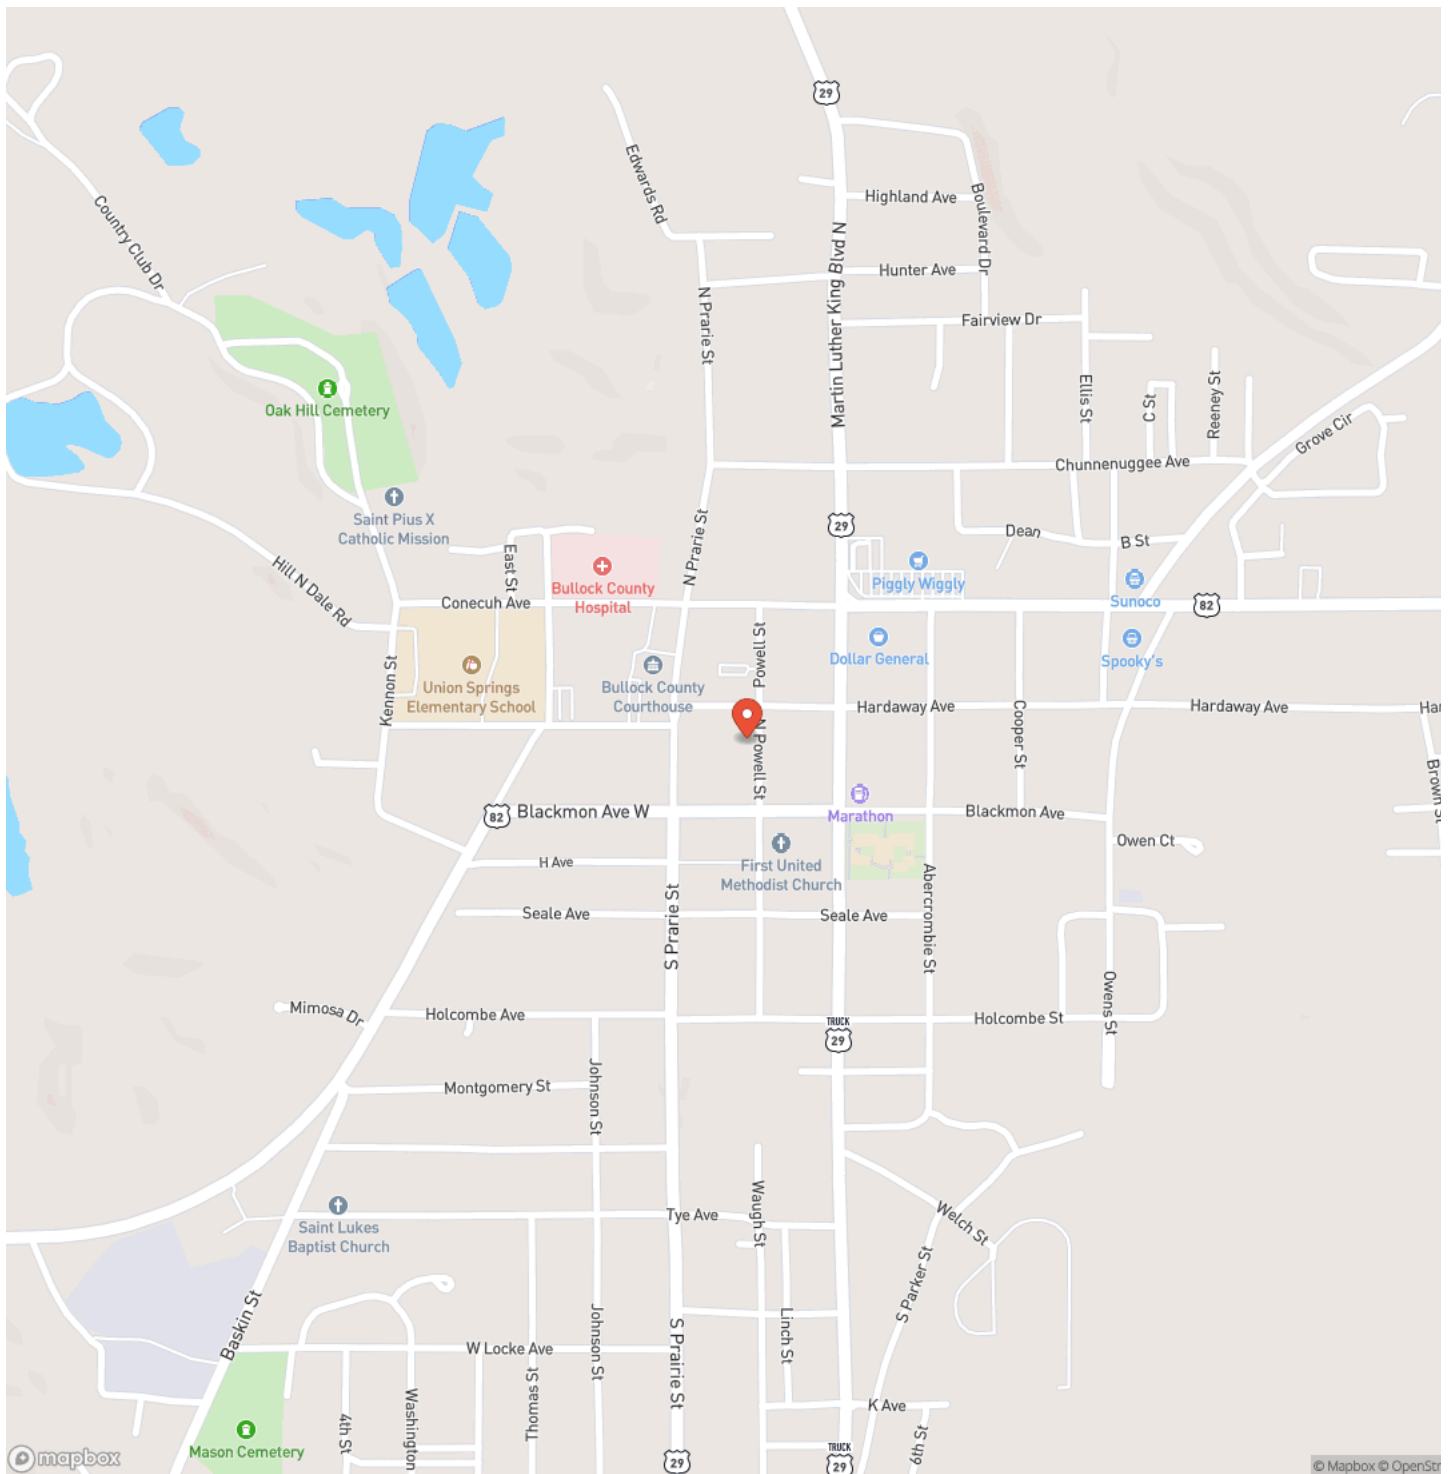 29
Edwards Rd
Highland Ave
Boulevard Dr
Country Club Dr
Martin Luther King Blvd N
Hunter Ave
N Prarie St
Fairview Dr
Oak Hill Cemetery
Ellis St
C St
Reeney St
Grove Cir
Chunnenuggee Ave
Saint Pius X
Catholic Mission
N Prarie St
29
Dean
B St
East St
Hill N Dale Rd
Bullock County
Hospital
Piggly Wiggly
Sunoco
82
Conecuh Ave
Powell St
Dollar General
Spooky's
Kennon St
Union Springs
Elementary School
Bullock County
Courthouse
Hardaway Ave
Hardaway Ave
Har
Cooper St
N Powell St
Brown St
82
Blackmon Ave W
Marathon
Blackmon Ave
Owen Ct
H Ave
First United
Methodist Church
Abercrombie St
Seale Ave
Seale Ave
S Prairie St
Owens St
Mimosa Dr
Holcombe Ave
TRUCK
29
Holcombe St
Johnson St
Montgomery St
Waugh St
Welch St
Saint Lukes
Baptist Church
Tye Ave
S Parker St
Baskin St
Johnson St
Linch St
S Prairie St
W Locke Ave
Thomas St
Washington
4th St
K Ave
6th St
Mason Cemetery
29
TRUCK
29
mapbox
© Mapbox © OpenStr